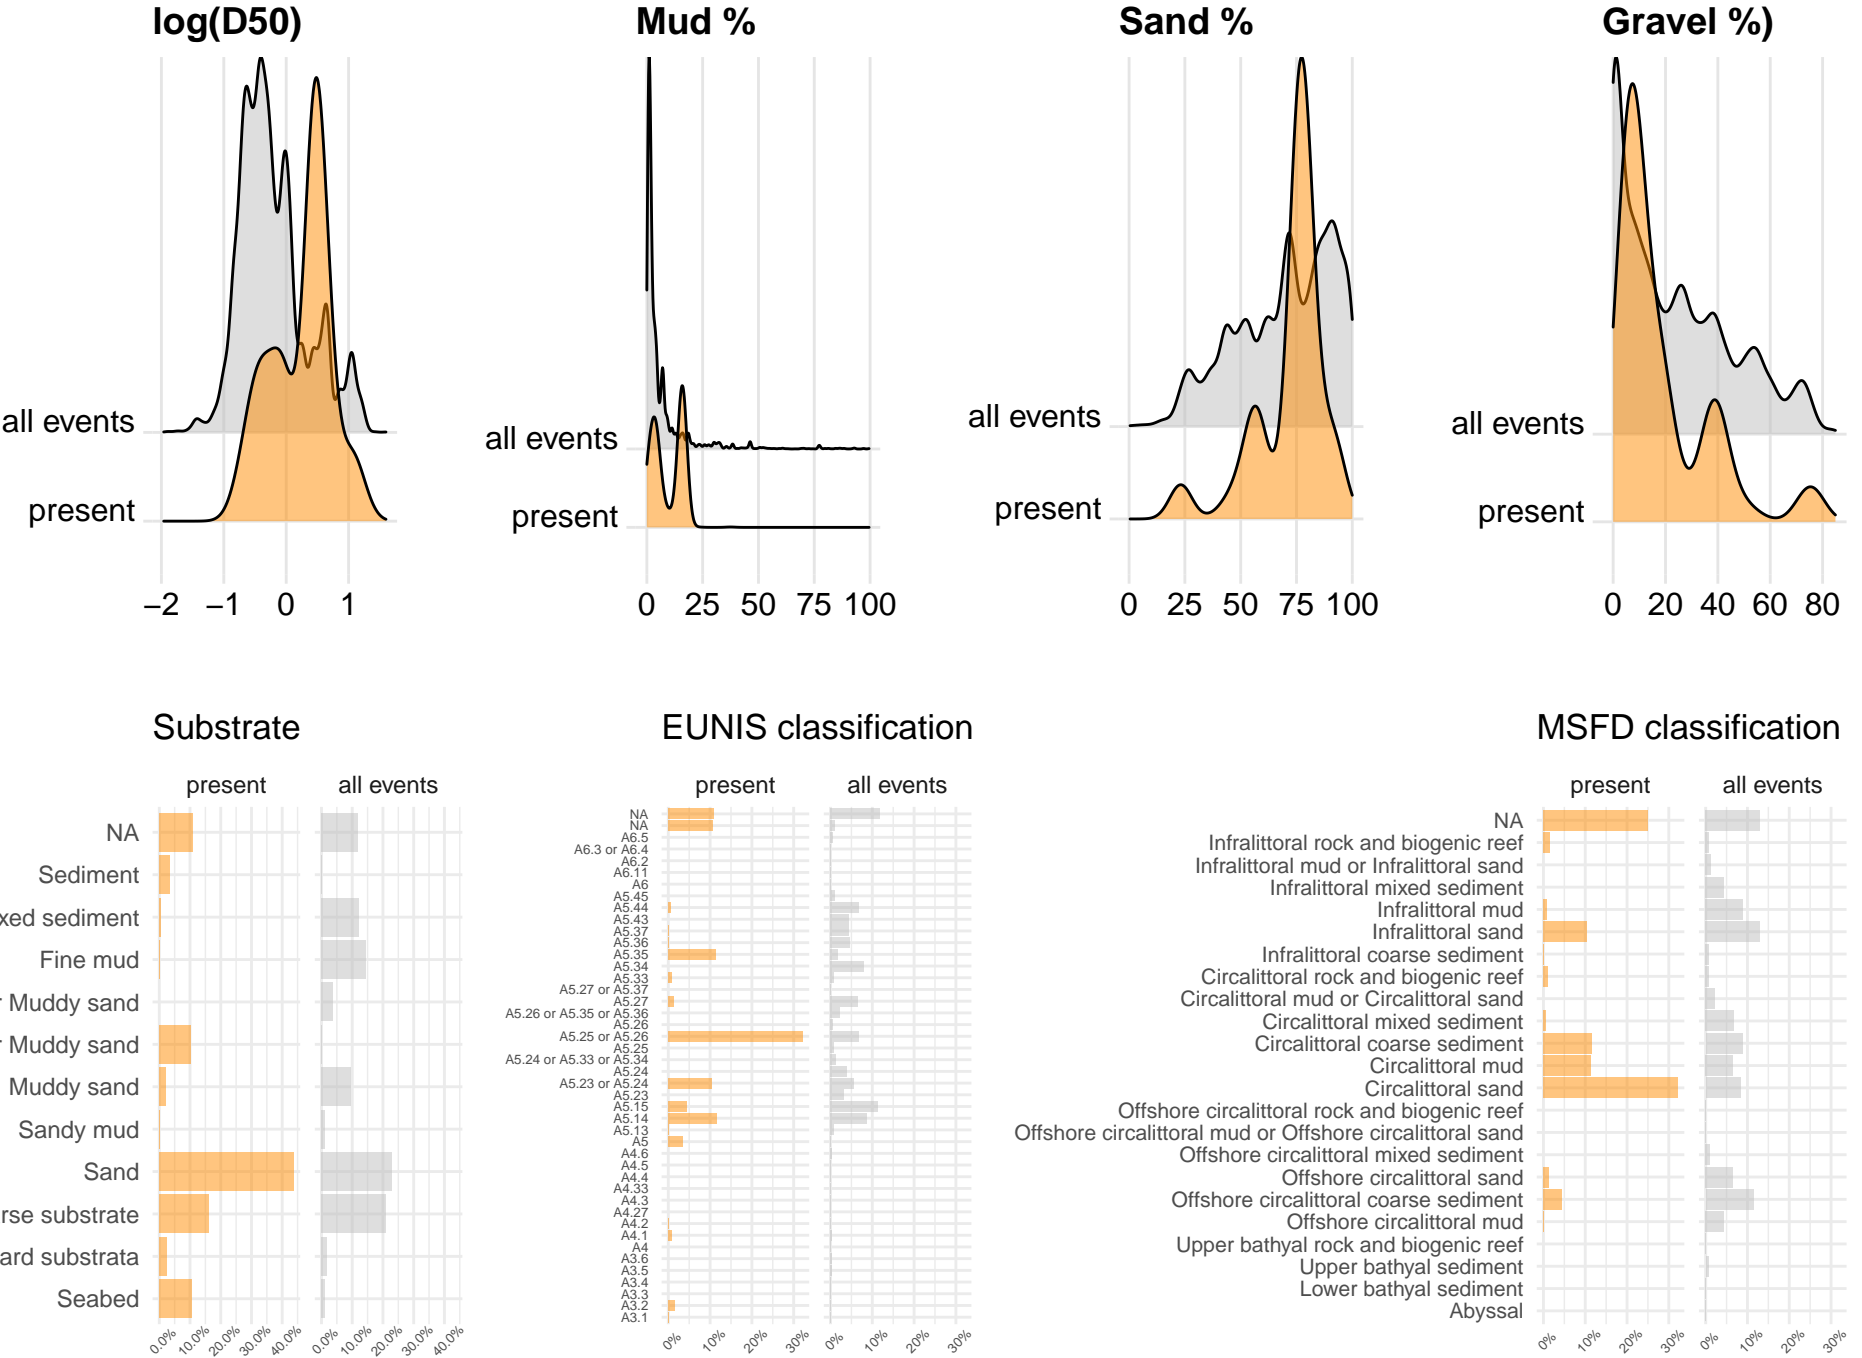 log(D50)
Mud %
Sand %
Gravel %)
all events
present
−2 −1 0 1
all events
present
0 25 50 75 100
all events
present
0 25 50 75 100
all events
present
0 20 40 60 80
Substrate
present all events
NA
Sediment
xed sediment
Fine mud
r Muddy sand
r Muddy sand
Muddy sand
Sandy mud
Sand
rse substrate
ard substrata
Seabed
0.0% 10.0% 20.0% 30.0% 40.0% 0.0% 10.0% 20.0% 30.0% 40.0%
EUNIS classification
present all events
NA
NA
A6.5
A6.3 or A6.4
A6.2
A6.11
A6
A5.45
A5.44
A5.43
A5.37
A5.36
A5.35
A5.34
A5.33
A5.27 or A5.37
A5.27
A5.26 or A5.35 or A5.36
A5.26
A5.25 or A5.26
A5.25
A5.24 or A5.33 or A5.34
A5.24
A5.23 or A5.24
A5.23
A5.15
A5.14
A5.13
A5
A4.6
A4.5
A4.4
A4.33
A4.3
A4.27
A4.2
A4.1
A4
A3.6
A3.5
A3.4
A3.3
A3.2
A3.1
0% 10% 20% 30% 0% 10% 20% 30%
MSFD classification
present all events
NA
Infralittoral rock and biogenic reef
Infralittoral mud or Infralittoral sand
Infralittoral mixed sediment
Infralittoral mud
Infralittoral sand
Infralittoral coarse sediment
Circalittoral rock and biogenic reef
Circalittoral mud or Circalittoral sand
Circalittoral mixed sediment
Circalittoral coarse sediment
Circalittoral mud
Circalittoral sand
Offshore circalittoral rock and biogenic reef
Offshore circalittoral mud or Offshore circalittoral sand
Offshore circalittoral mixed sediment
Offshore circalittoral sand
Offshore circalittoral coarse sediment
Offshore circalittoral mud
Upper bathyal rock and biogenic reef
Upper bathyal sediment
Lower bathyal sediment
Abyssal
0% 10% 20% 30% 0% 10% 20% 30%